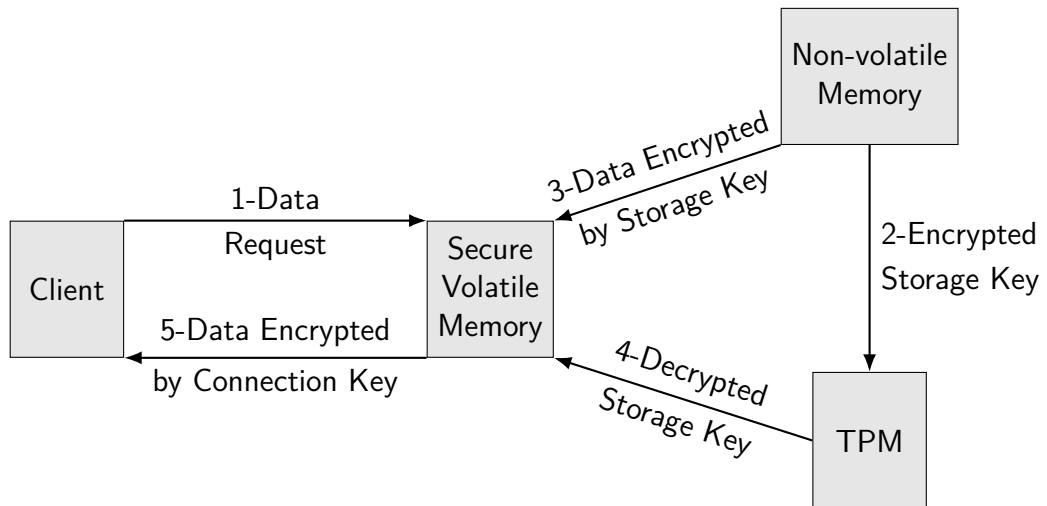 Non-volatile
Memory
3-Data Encrypted
by Storage Key
1-Data
Request
2-Encrypted
Storage Key
Client
Secure
Volatile
Memory
5-Data Encrypted
by Connection Key
4-Decrypted
Storage Key
TPM